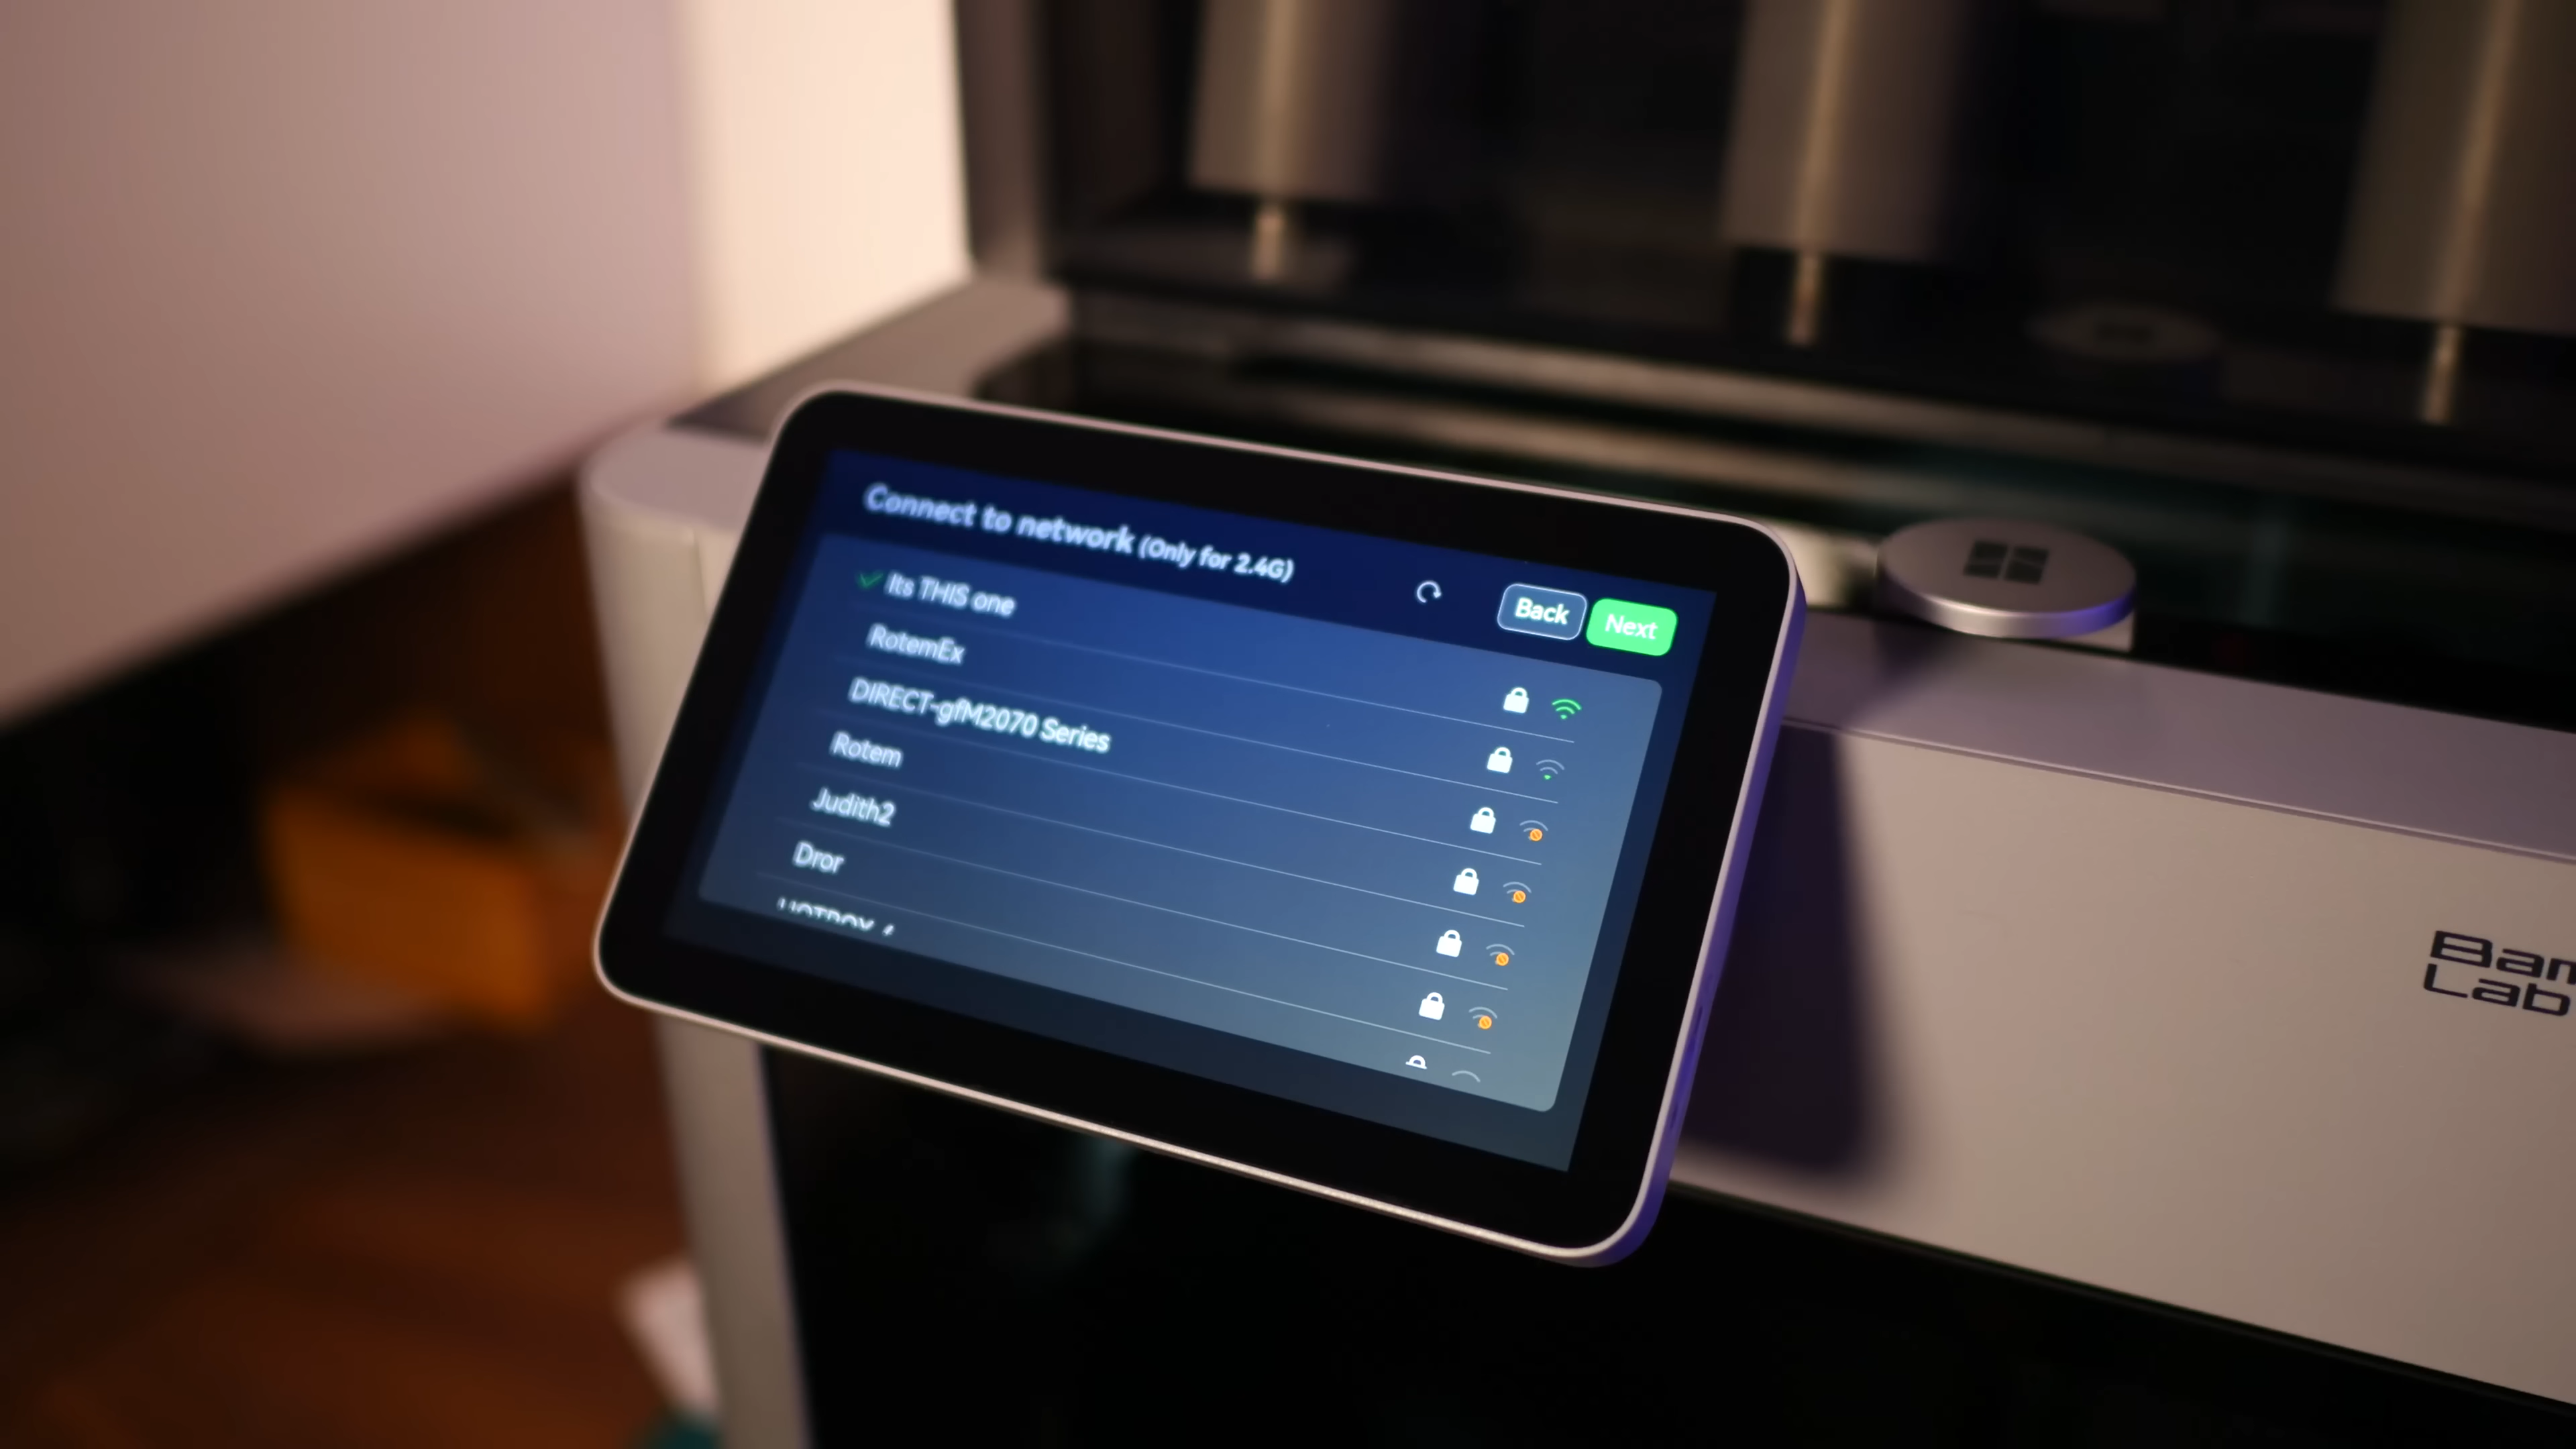 Connect to network (Only for 2.4G)
Back
Next
Its THIS one
RotemEx
DIRECT-gfM2070 Series
Rotem
Judith2
Dror
Lab